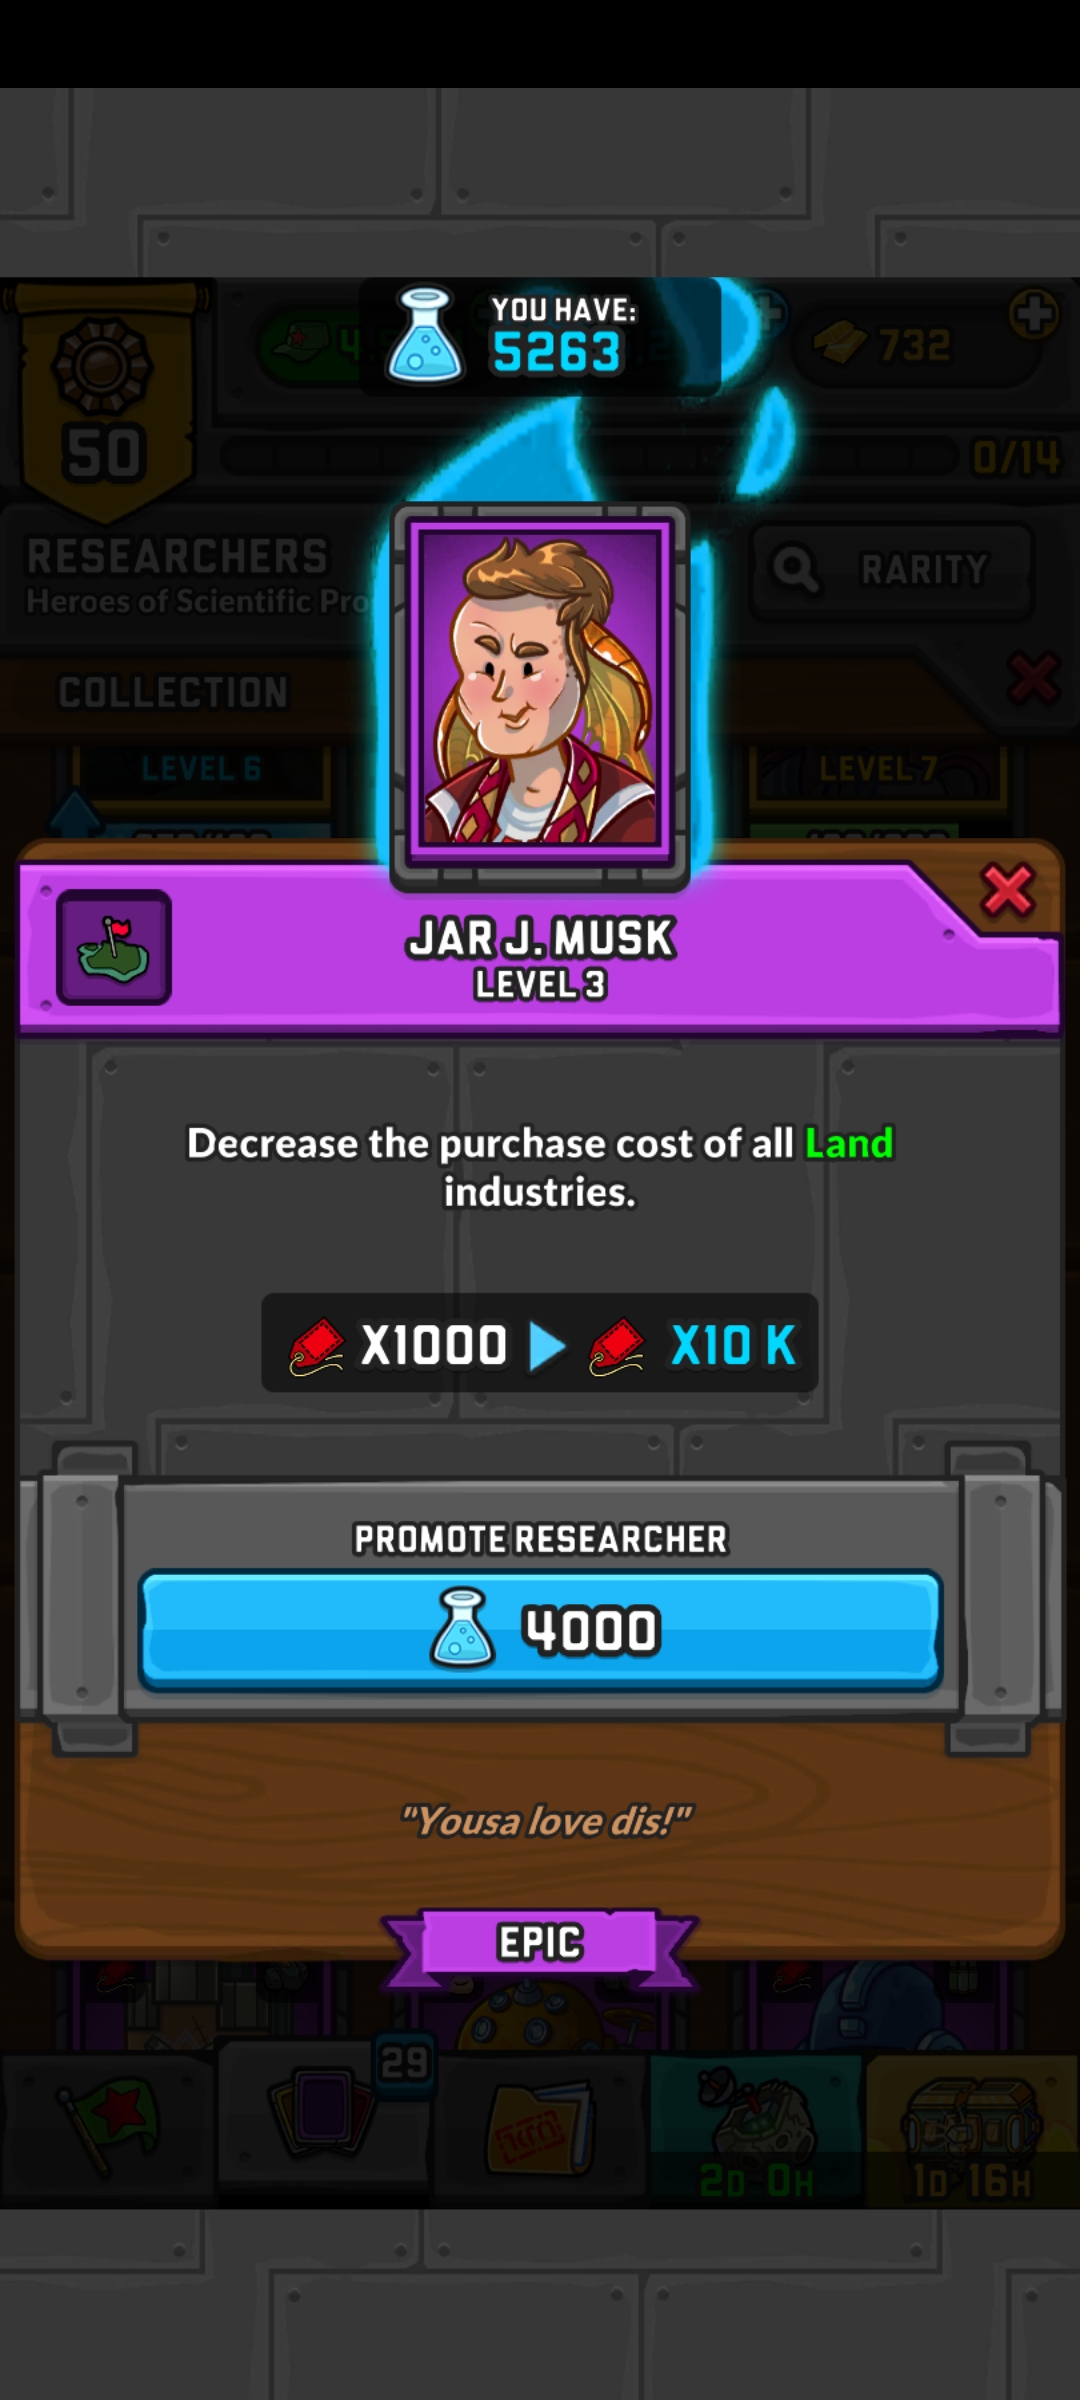 YOU HAVE:
5263
732
50
0/14
RESEARCHERS
Heroes of Scientific Pro
RARITY
COLLECTION
LEVEL 6
LEVEL 7
JAR J. MUSK
LEVEL 3
Decrease the purchase cost of all Land
industries.
X1000 X10 K
PROMOTE RESEARCHER
4000
"Yousa love dis!"
EPIC
29
2D 0H
1D 16H